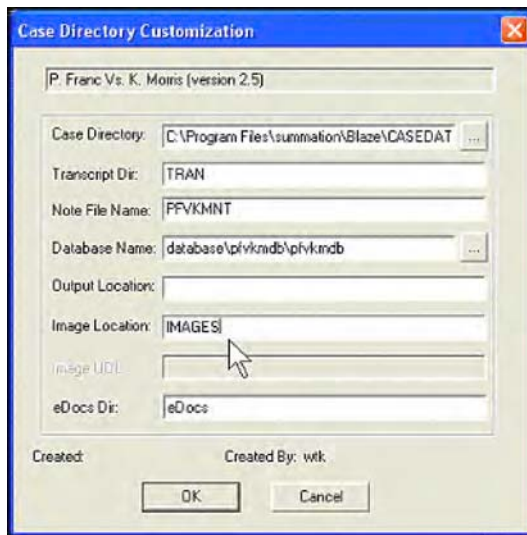 Case Directory Customization
P. Franc Vs. K. Morris (version 2.5)
Case Directory: C:\Program Files\summation\Blaze\CASEDAT ...
Transcript Dir: TRAN
Note File Name: PFVKMNT
Database Name: database\pfvkmdb\pfvkmdb ...
Output Location:
Image Location: IMAGES
Image URL:
eDocs Dir: eDocs
Created: Created By: wtk
OK Cancel